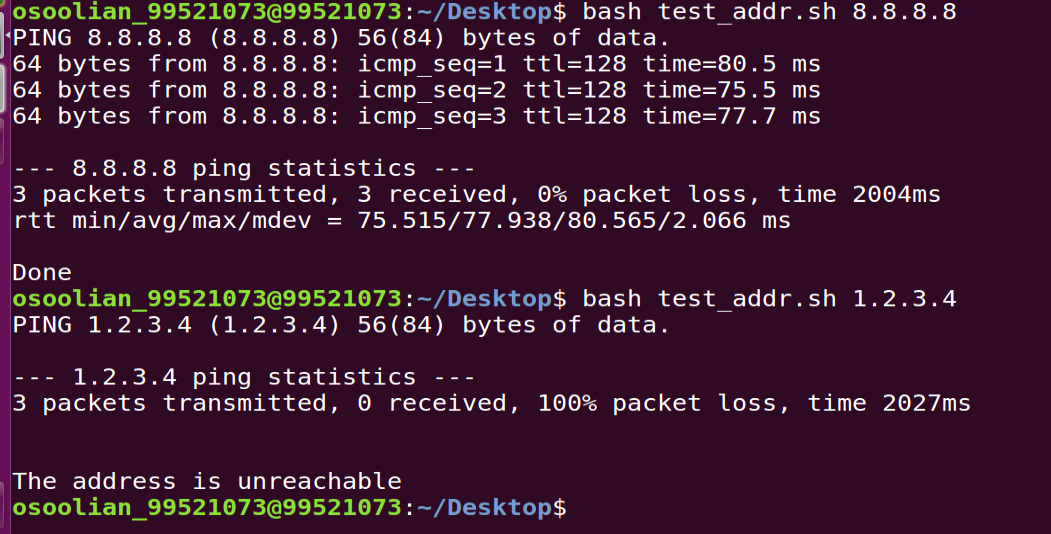 osoolian_99521073@99521073:~/Desktop$ bash test_addr.sh 8.8.8.8
PING 8.8.8.8 (8.8.8.8) 56(84) bytes of data.
64 bytes from 8.8.8.8: icmp_seq=1 ttl=128 time=80.5 ms
64 bytes from 8.8.8.8: icmp_seq=2 ttl=128 time=75.5 ms
64 bytes from 8.8.8.8: icmp_seq=3 ttl=128 time=77.7 ms
--- 8.8.8.8 ping statistics ---
3 packets transmitted, 3 received, 0% packet loss, time 2004ms
rtt min/avg/max/mdev = 75.515/77.938/80.565/2.066 ms
Done
osoolian_99521073@99521073:~/Desktop$ bash test_addr.sh 1.2.3.4
PING 1.2.3.4 (1.2.3.4) 56(84) bytes of data.
--- 1.2.3.4 ping statistics ---
3 packets transmitted, 0 received, 100% packet loss, time 2027ms
The address is unreachable
osoolian_99521073@99521073:~/Desktop$